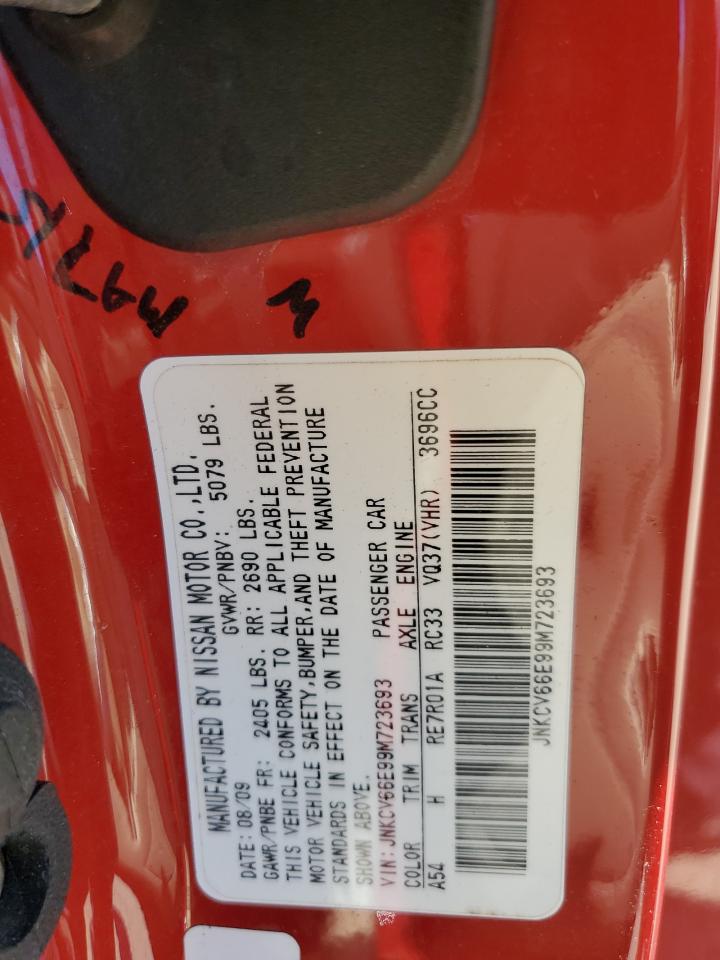 MANUFACTURED BY NISSAN MOTOR CO.,LTD.
DATE: 08/09 GVWR/PNBV: 5079 LBS.
GAWR/PNBE FR: 2405 LBS. RR: 2690 LBS.
THIS VEHICLE CONFORMS TO ALL APPLICABLE FEDERAL
MOTOR VEHICLE SAFETY,BUMPER,AND THEFT PREVENTION
STANDARDS IN EFFECT ON THE DATE OF MANUFACTURE
SHOWN ABOVE.
VIN:JNKCV66E99M723693 PASSENGER CAR
COLOR TRIM TRANS AXLE ENGINE
A54 H RE7R01A RC33 VQ37(VHR) 3696CC
JNKCV66E99M723693